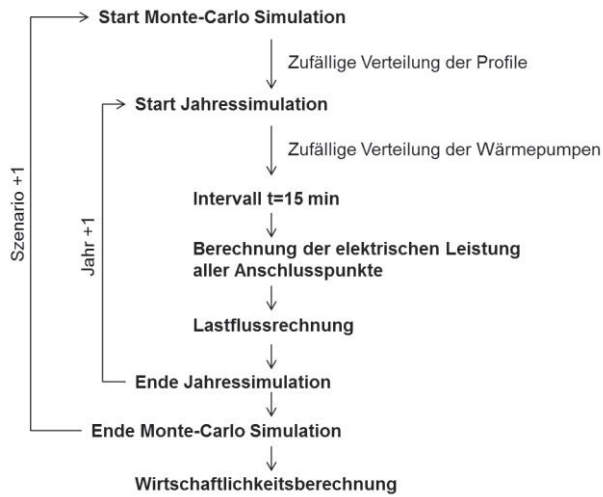 Start Monte-Carlo Simulation
Zufällige Verteilung der Profile
Start Jahressimulation
Zufällige Verteilung der Wärmepumpen
Intervall t=15 min
Berechnung der elektrischen Leistung
aller Anschlusspunkte
Lastflussrechnung
Ende Jahressimulation
Ende Monte-Carlo Simulation
Wirtschaftlichkeitsberechnung
Szenario +1
Jahr +1